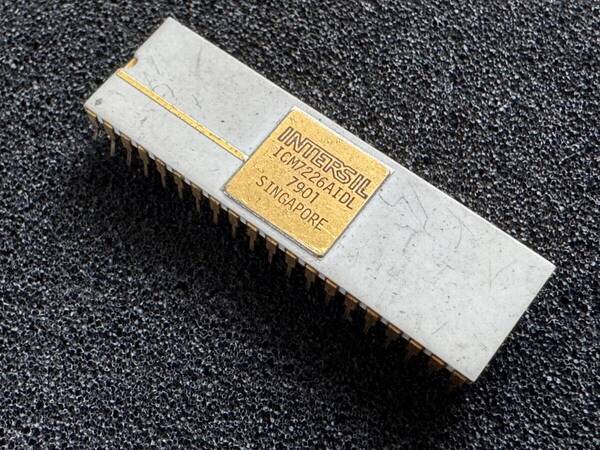 INTERSIL
ICM7226AIDL
7901
SINGAPORE